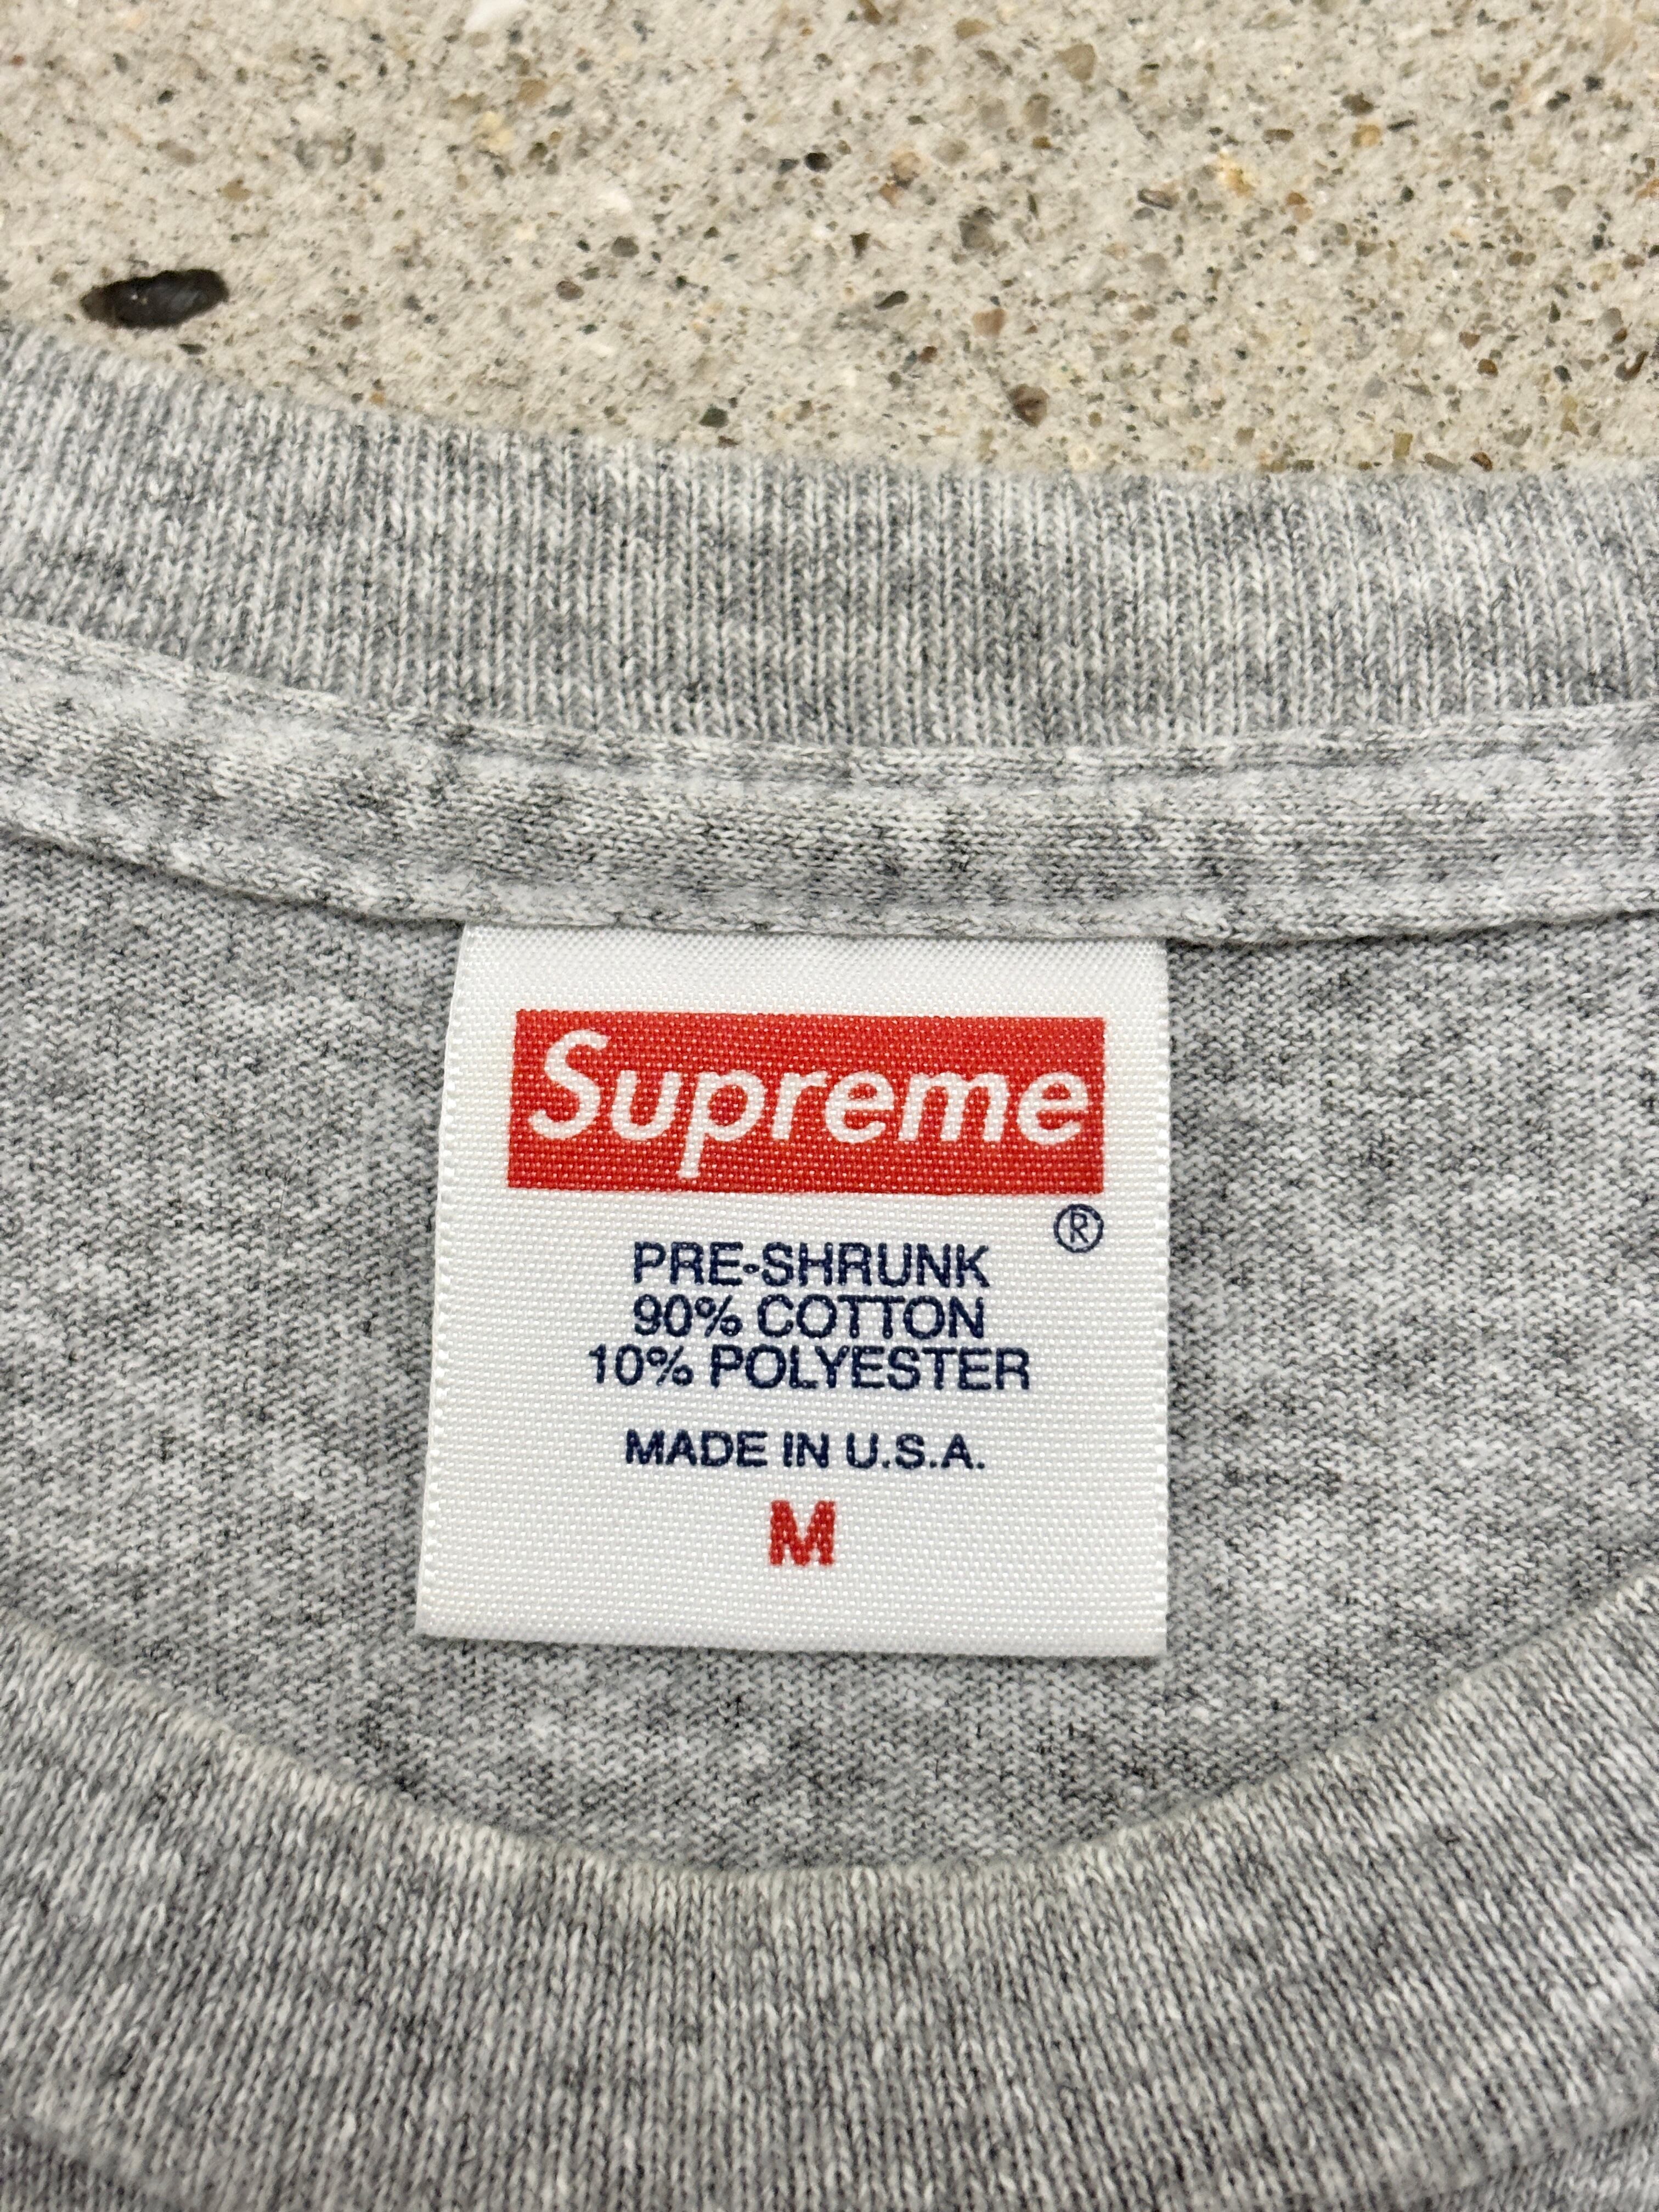 Supreme
®
PRE-SHRUNK
90% COTTON
10% POLYESTER
MADE IN U.S.A.
M